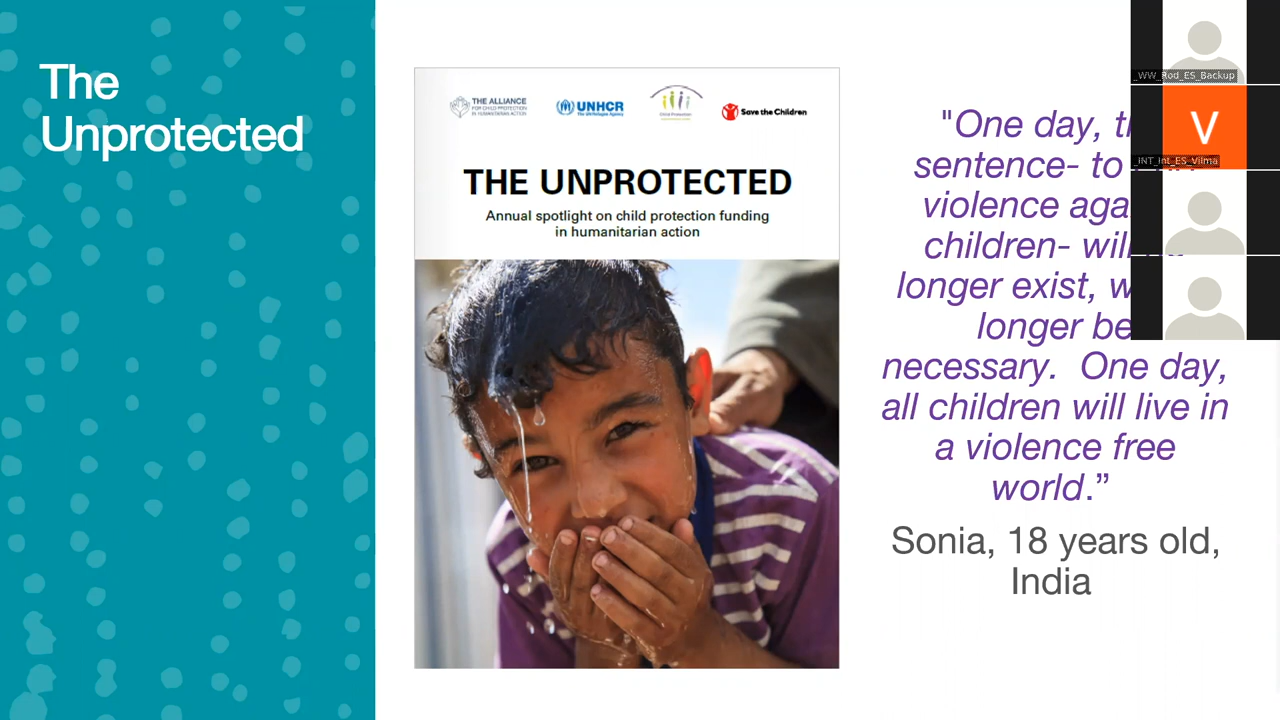 The
Unprotected
THE ALLIANCE
FOR CHILD PROTECTION
IN HUMANITARIAN ACTION
UNHCR
The UN Refugee Agency
Child Protection
Save the Children
THE UNPROTECTED
Annual spotlight on child protection funding
in humanitarian action
"One day,
sentence- to
violence
children-
longer exist,
longer be
necessary. One day,
all children will live in
a violence free
world.”
Sonia, 18 years old,
India
_WW_Rod_ES_Backup
V
_INT_Int_ES_Vilma